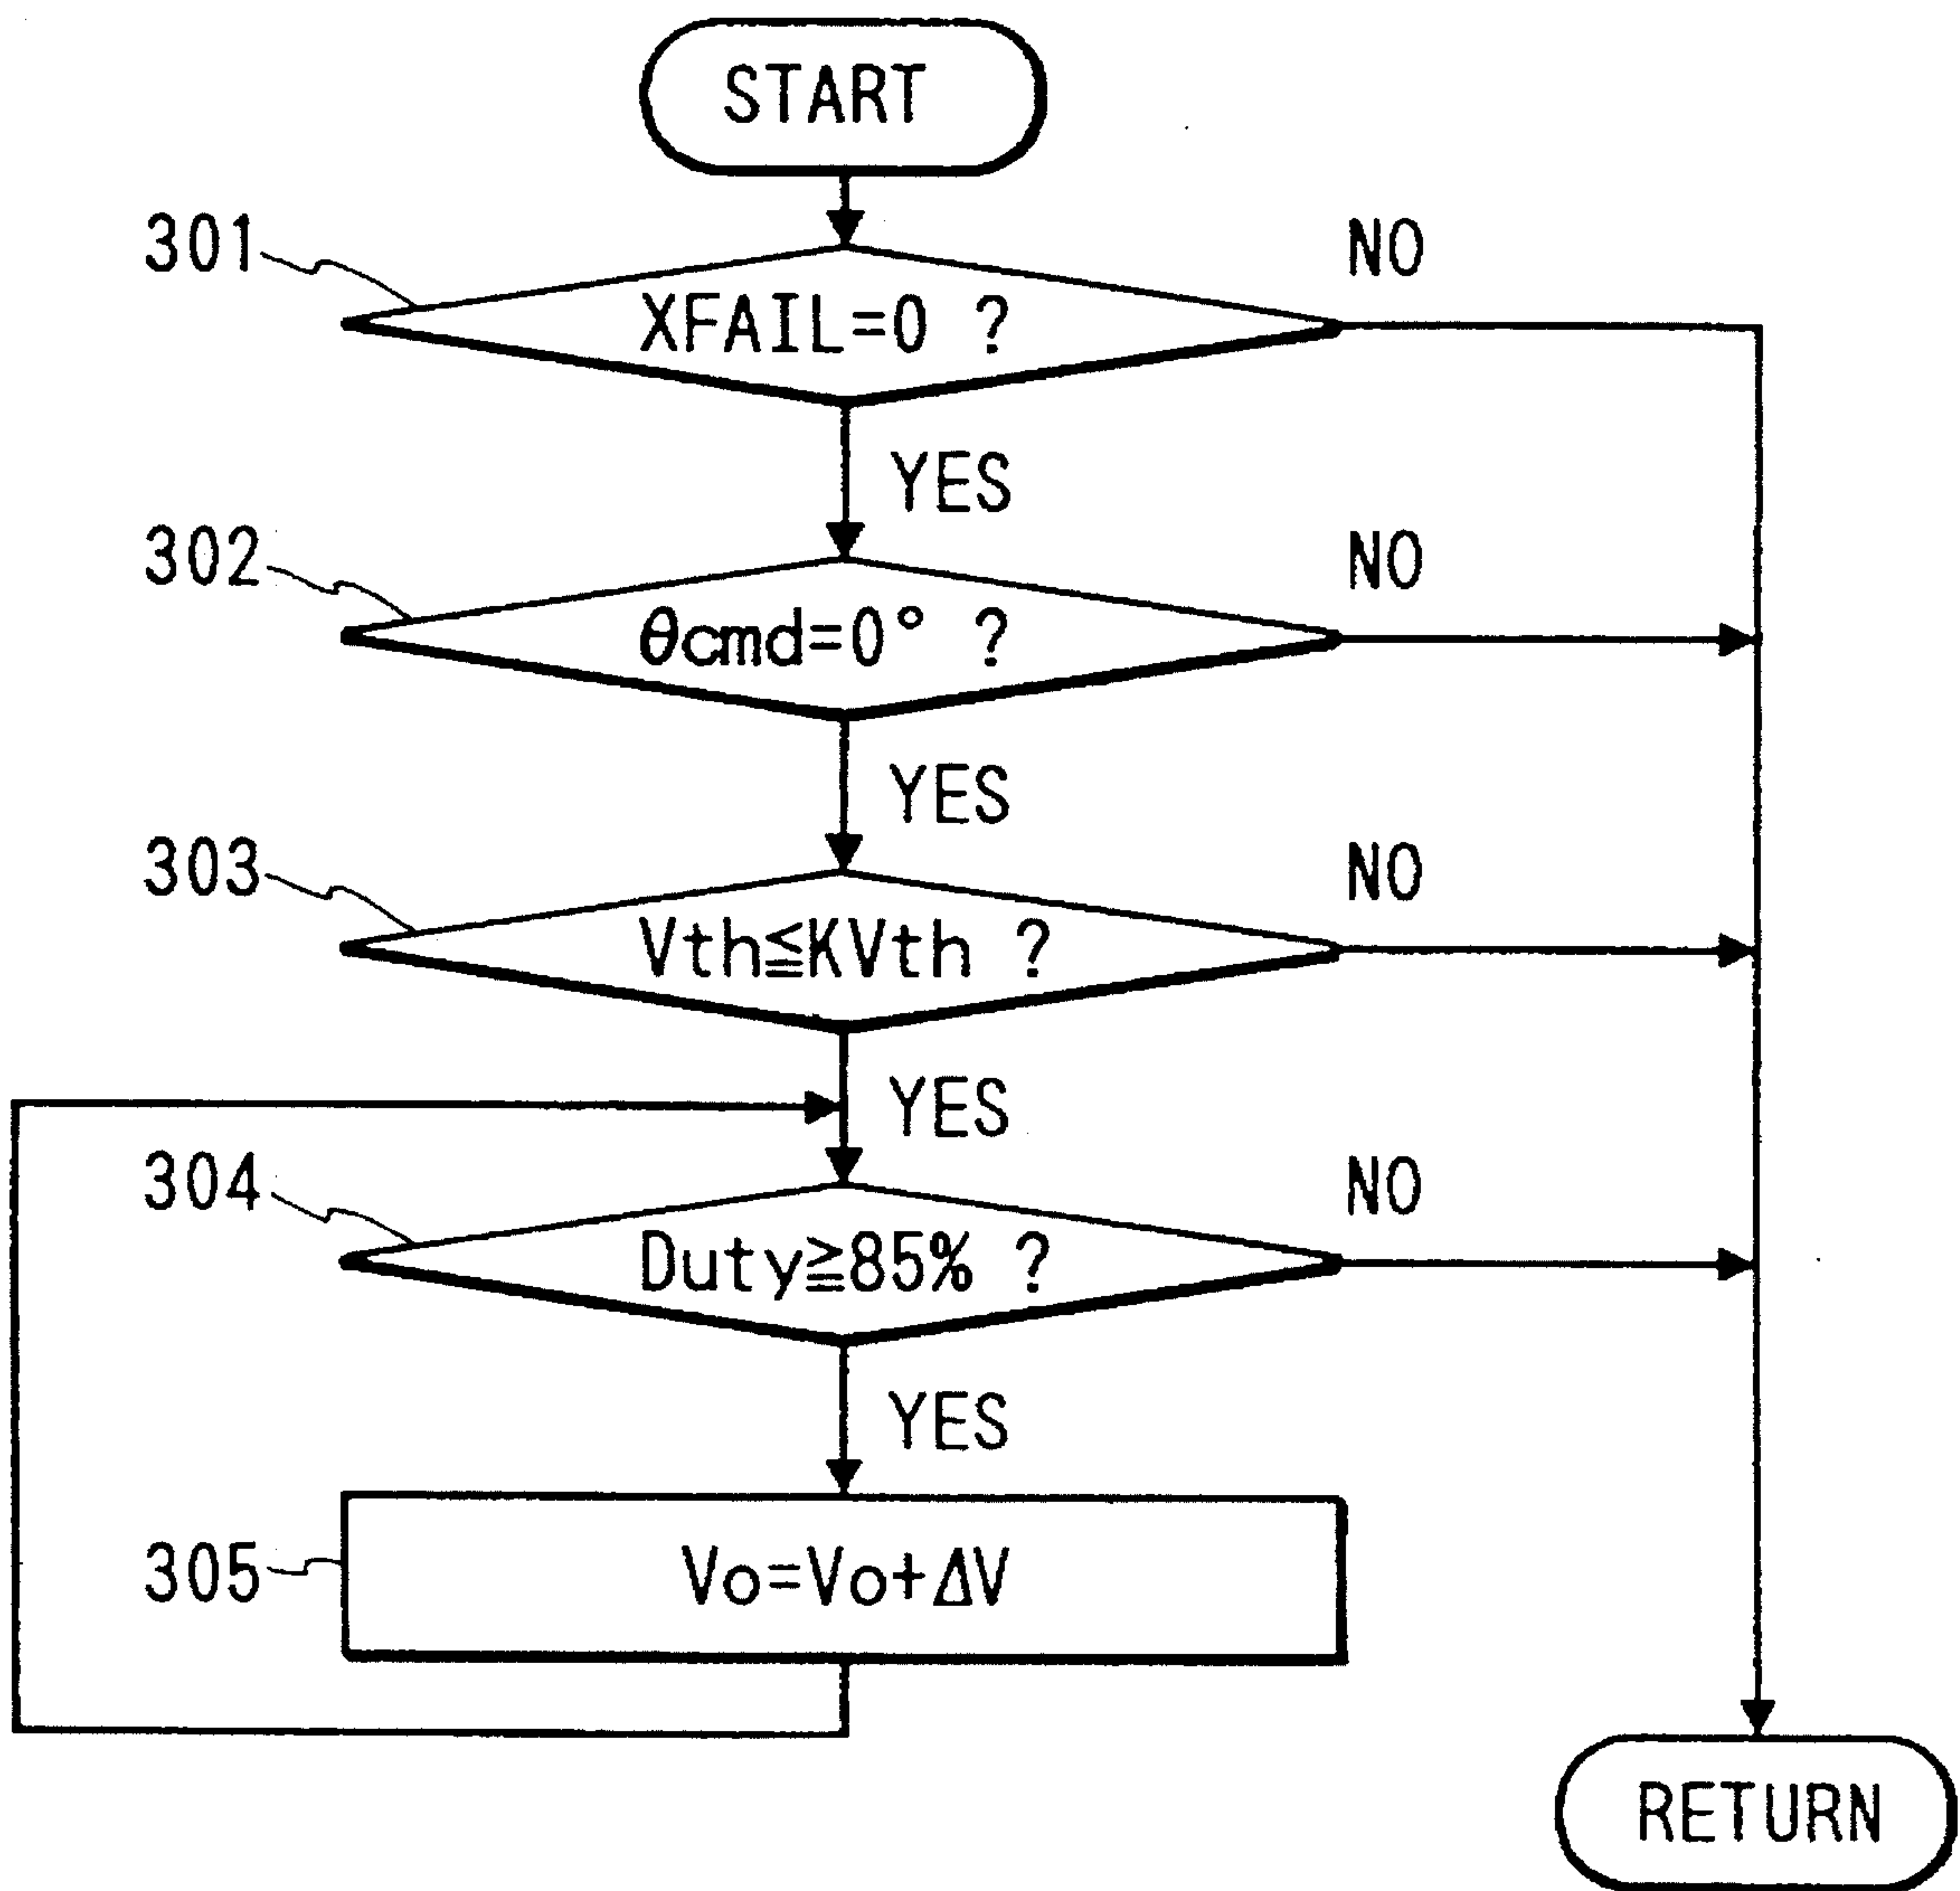 START
301
NO
XFAIL=0 ?
YES
302
NO
θcmd=0° ?
YES
303
NO
Vth≦KVth ?
YES
304
NO
Duty≧85% ?
YES
305
Vo=Vo+ΔV
RETURN